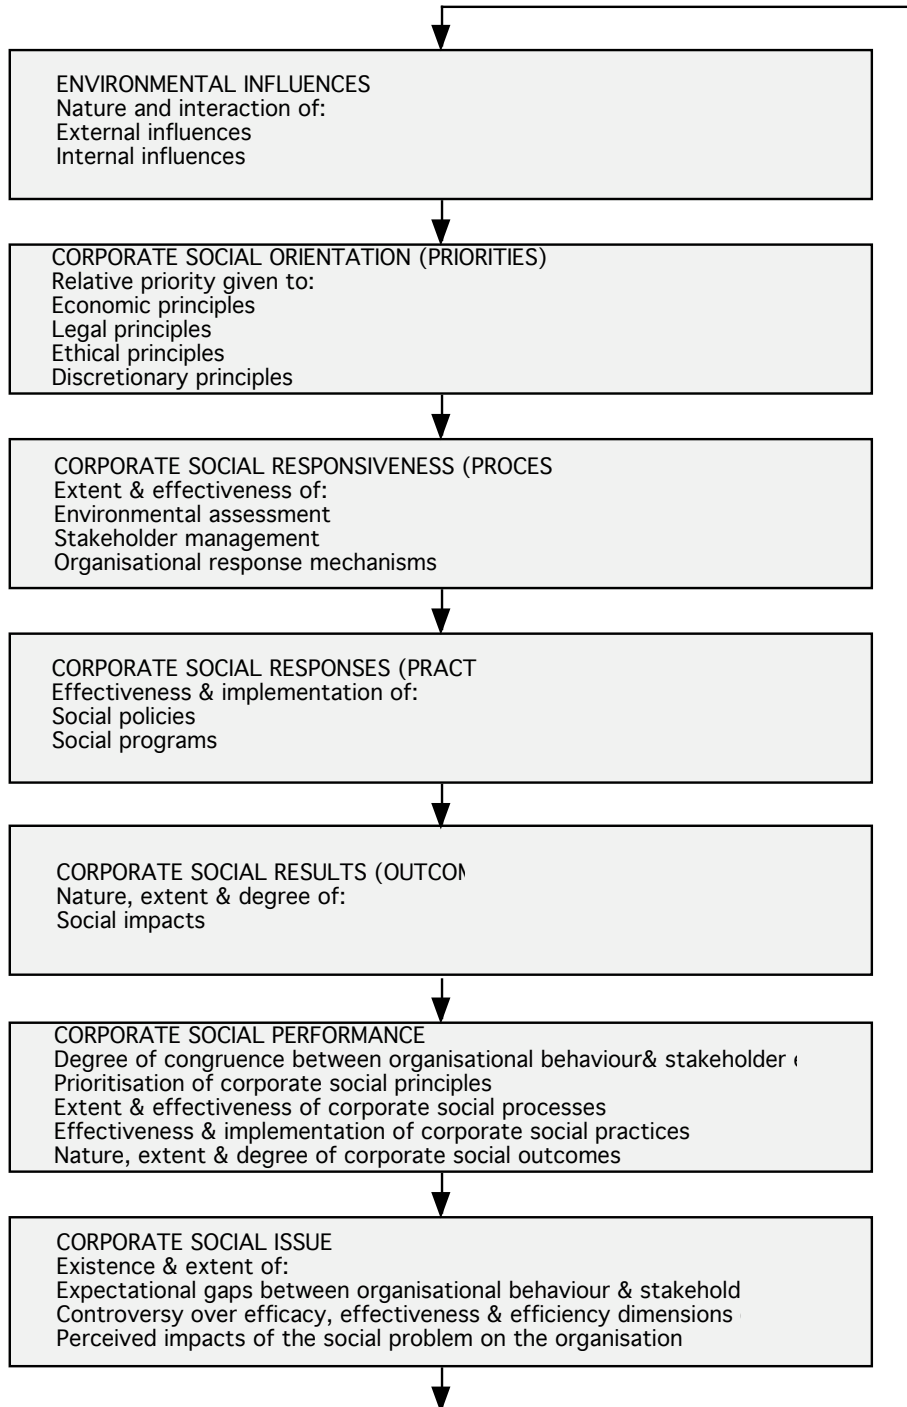 ENVIRONMENTAL INFLUENCES
Nature and interaction of:
External influences
Internal influences
CORPORATE SOCIAL ORIENTATION (PRIORITIES)
Relative priority given to:
Economic principles
Legal principles
Ethical principles
Discretionary principles
CORPORATE SOCIAL RESPONSIVENESS (PROCES
Extent & effectiveness of:
Environmental assessment
Stakeholder management
Organisational response mechanisms
CORPORATE SOCIAL RESPONSES (PRACT
Effectiveness & implementation of:
Social policies
Social programs
CORPORATE SOCIAL RESULTS (OUTCOM
Nature, extent & degree of:
Social impacts
CORPORATE SOCIAL PERFORMANCE
Degree of congruence between organisational behaviour& stakeholder
Prioritisation of corporate social principles
Extent & effectiveness of corporate social processes
Effectiveness & implementation of corporate social practices
Nature, extent & degree of corporate social outcomes
CORPORATE SOCIAL ISSUE
Existence & extent of:
Expectational gaps between organisational behaviour & stakehold
Controversy over efficacy, effectiveness & efficiency dimensions
Perceived impacts of the social problem on the organisation